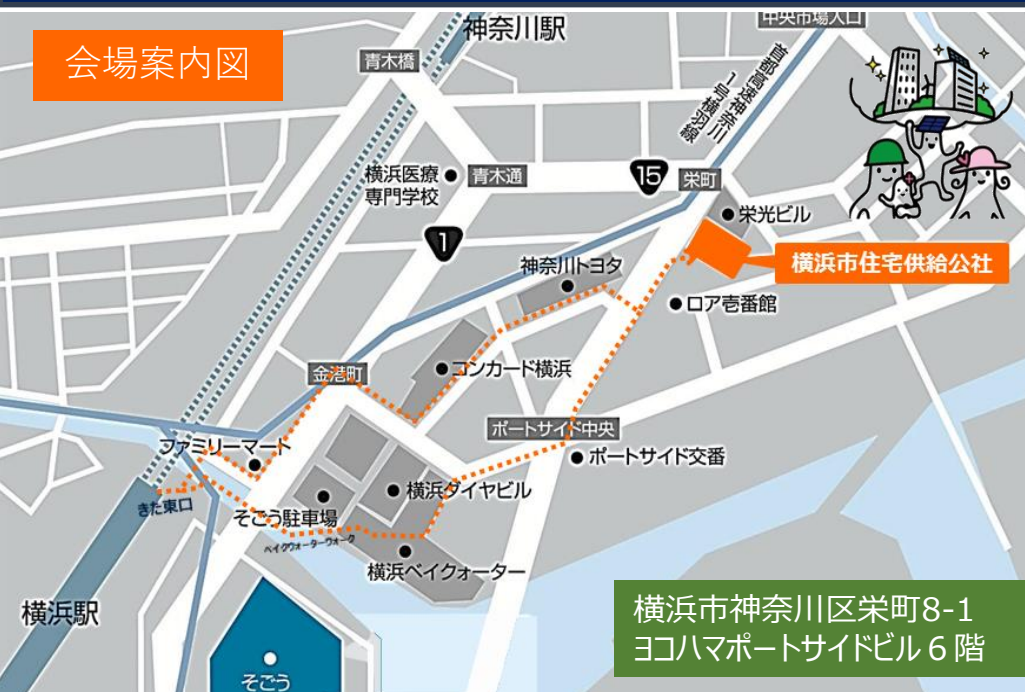 神奈川駅
中央市場入口
会場案内図
青木橋
首都高速神奈川
1号横羽線
横浜医療
専門学校
青木通
15
栄町
栄光ビル
1
神奈川トヨタ
横浜市住宅供給公社
ロア壱番館
コンカード横浜
金港町
ポートサイド中央
ファミリーマート
ポートサイド交番
横浜ダイヤビル
きた東口
そごう駐車場
ベイクウォーターウォーク
横浜ベイクォーター
横浜駅
横浜市神奈川区栄町8-1
ヨコハマポートサイドビル6階
そごう